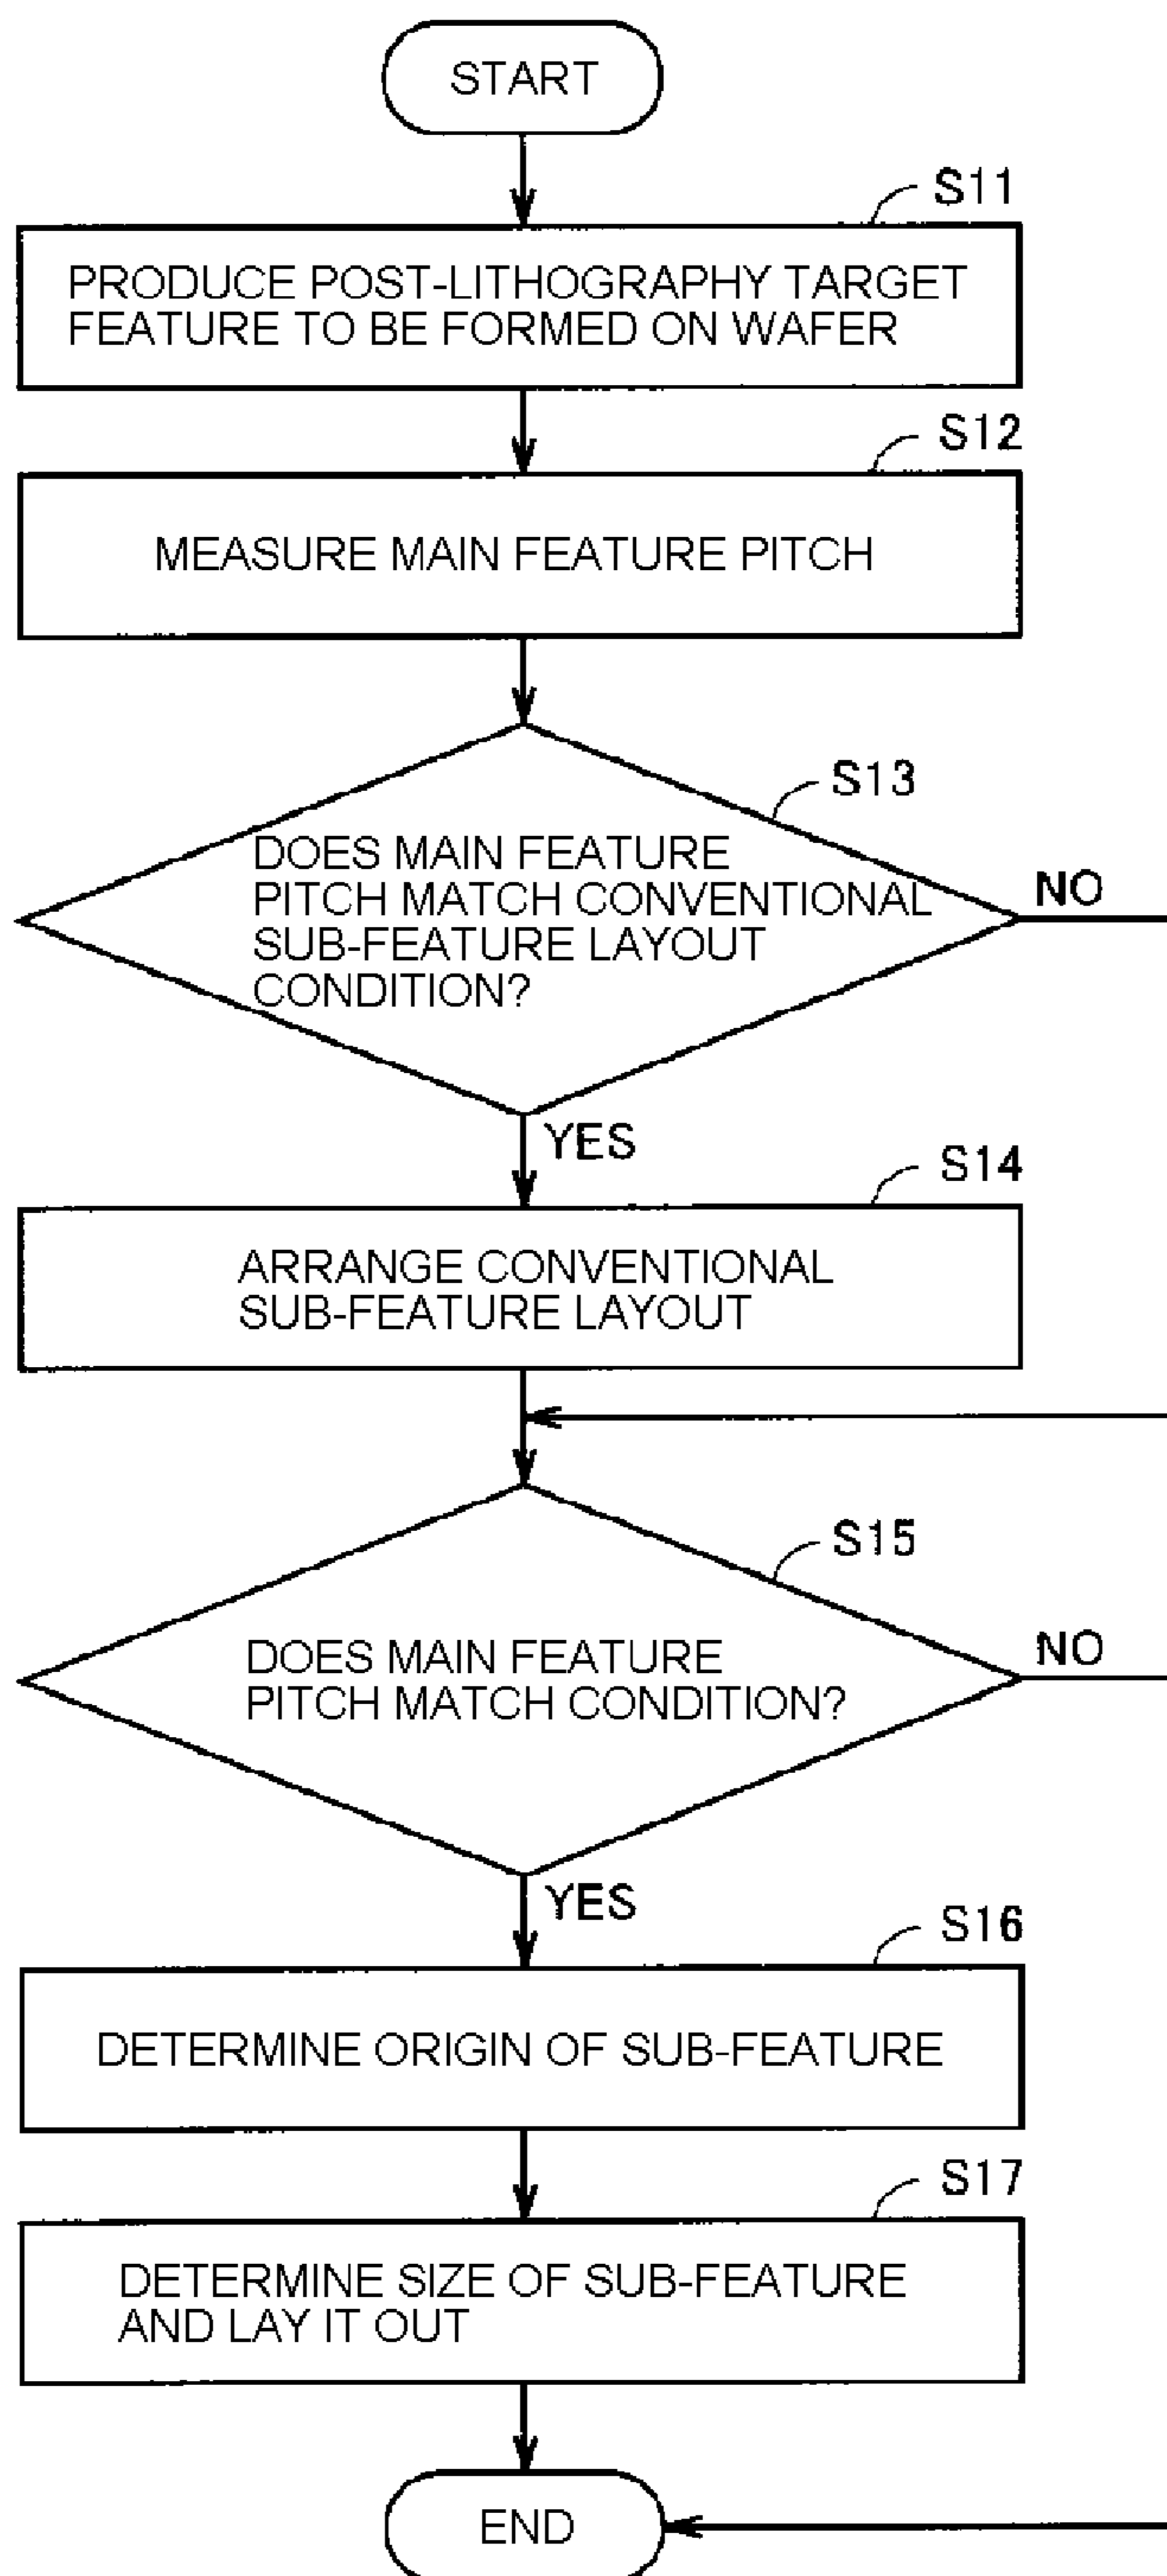 START
S11
PRODUCE POST-LITHOGRAPHY TARGET
FEATURE TO BE FORMED ON WAFER
S12
MEASURE MAIN FEATURE PITCH
S13
DOES MAIN FEATURE
PITCH MATCH CONVENTIONAL
SUB-FEATURE LAYOUT
CONDITION?
NO
YES
S14
ARRANGE CONVENTIONAL
SUB-FEATURE LAYOUT
S15
DOES MAIN FEATURE
PITCH MATCH CONDITION?
NO
YES
S16
DETERMINE ORIGIN OF SUB-FEATURE
S17
DETERMINE SIZE OF SUB-FEATURE
AND LAY IT OUT
END